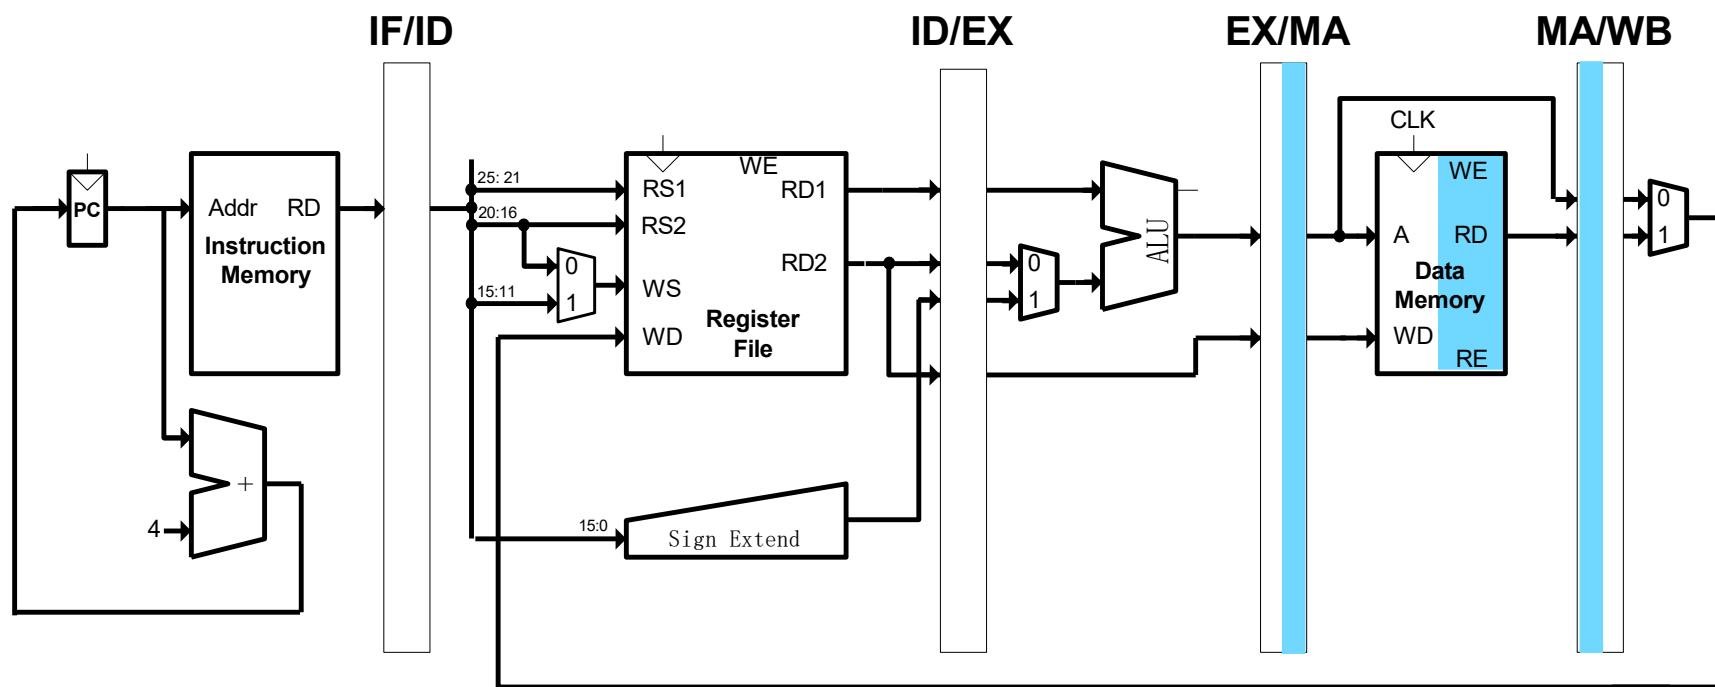 IF/ID
ID/EX
EX/MA
MA/WB
CLK
PC
Addr RD
Instruction
Memory
4
+
25: 21
20:16
15:11
15:0
0
1
WE
RS1
RD1
RS2
RD2
WS
Register
File
WD
Sign Extend
0
1
ALU
WE
A
RD
Data
Memory
WD
RE
0
1